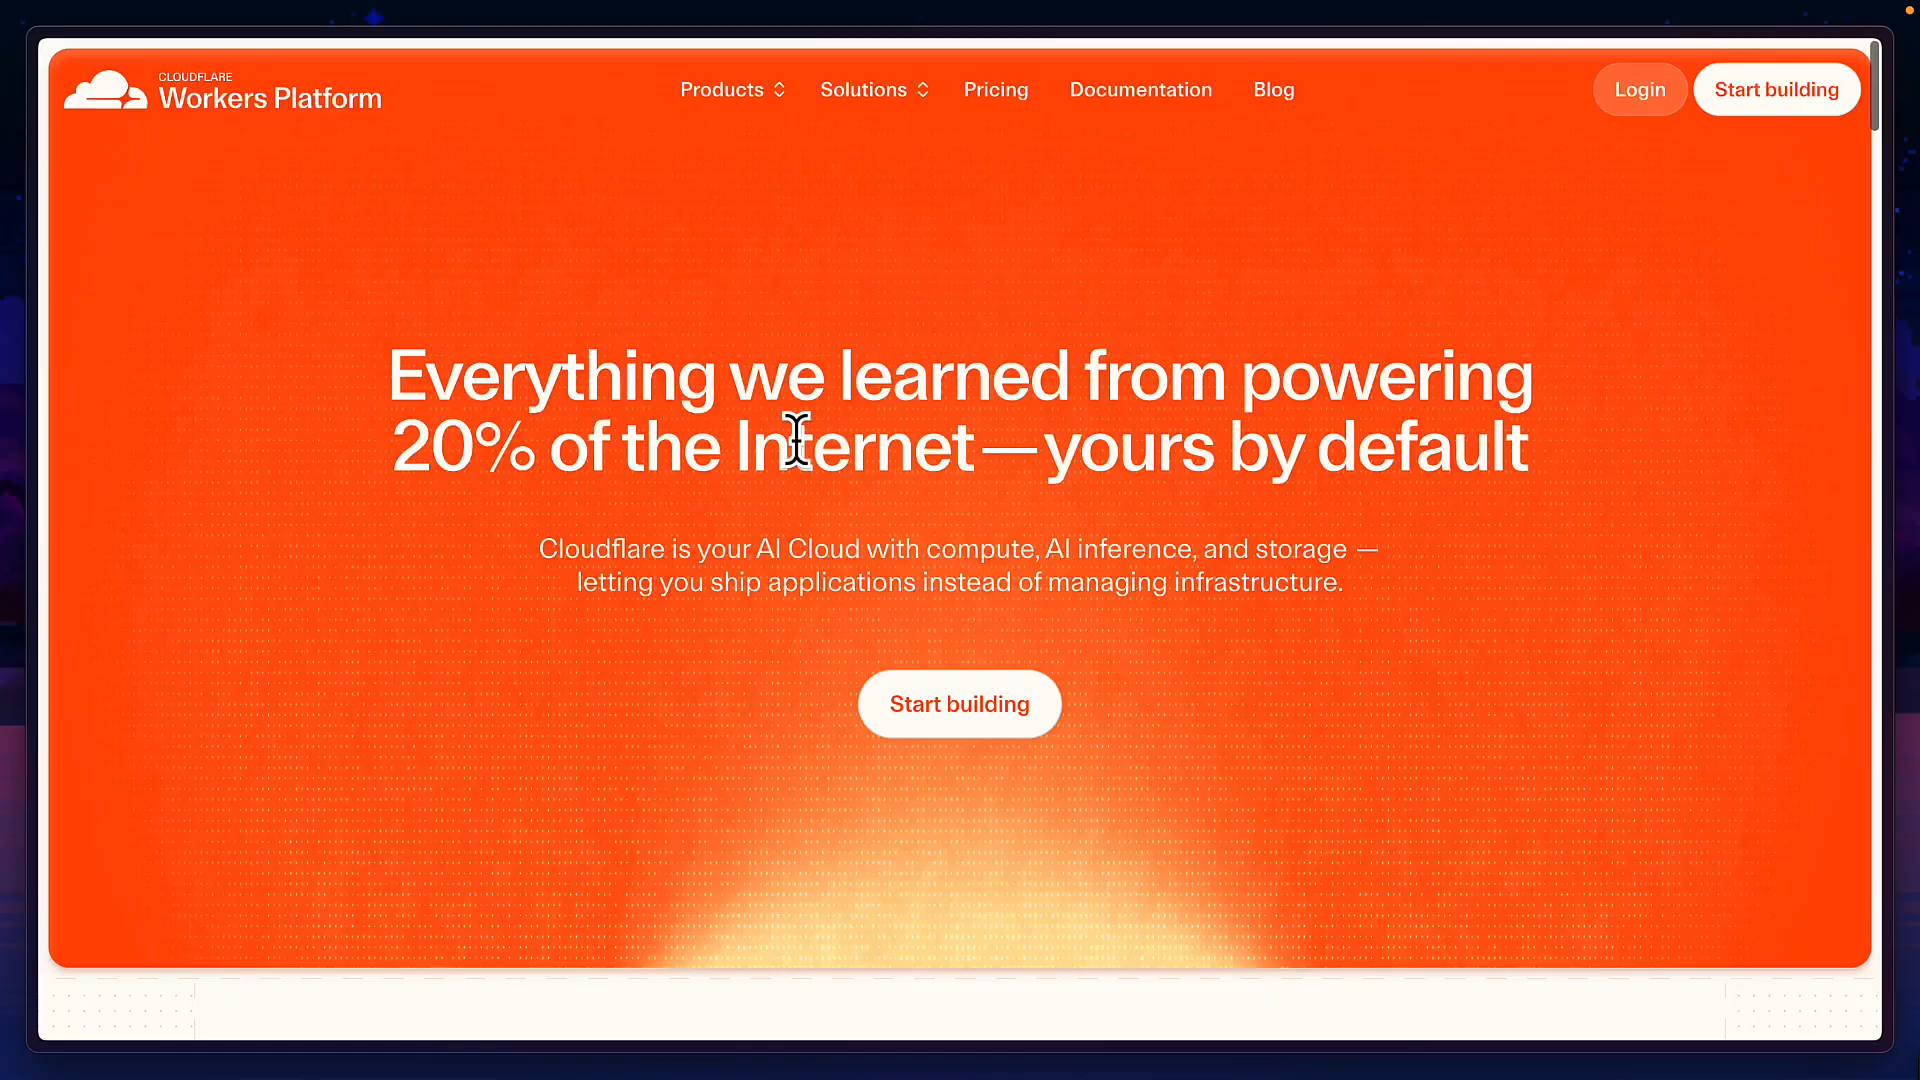 CLOUDFLARE
Workers Platform
Products
Solutions
Pricing
Documentation
Blog
Login
Start building
Everything we learned from powering
20% of the Internet—yours by default
Cloudflare is your AI Cloud with compute, AI inference, and storage —
letting you ship applications instead of managing infrastructure.
Start building